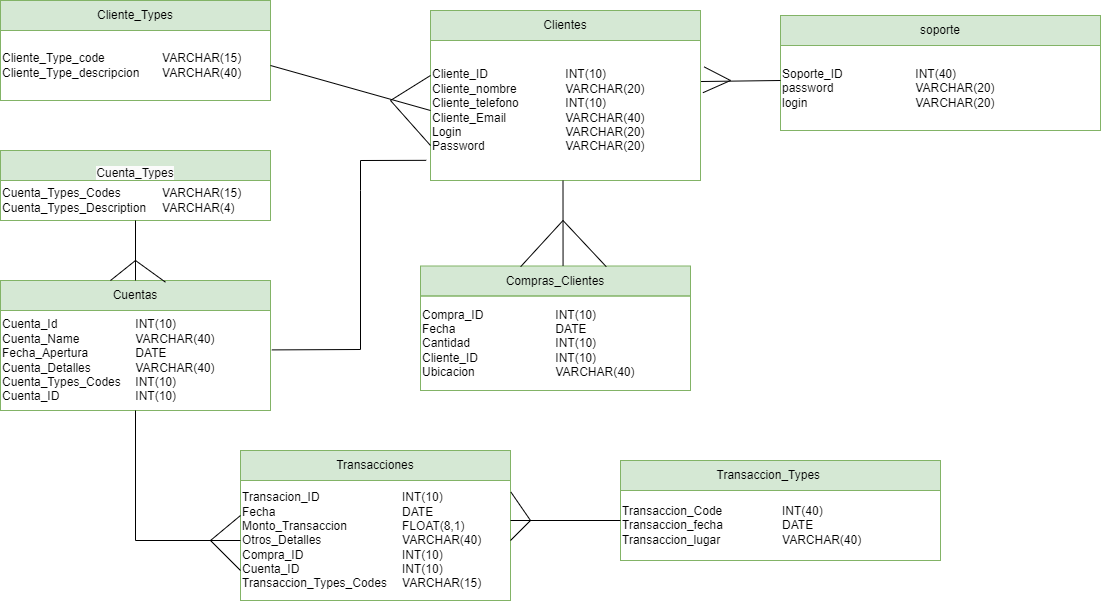 Cliente_Types
Cliente_Type_code VARCHAR(15)
Cliente_Type_descripcion VARCHAR(40)
Clientes
Cliente_ID INT(10)
Cliente_nombre VARCHAR(20)
Cliente_telefono INT(10)
Cliente_Email VARCHAR(40)
Login VARCHAR(20)
Password VARCHAR(20)
soporte
Soporte_ID INT(40)
password VARCHAR(20)
login VARCHAR(20)
Cuenta_Types
Cuenta_Types_Codes VARCHAR(15)
Cuenta_Types_Description VARCHAR(4)
Cuentas
Cuenta_Id INT(10)
Cuenta_Name VARCHAR(40)
Fecha_Apertura DATE
Cuenta_Detalles VARCHAR(40)
Cuenta_Types_Codes INT(10)
Cuenta_ID INT(10)
Compras_Clientes
Compra_ID INT(10)
Fecha DATE
Cantidad INT(10)
Cliente_ID INT(10)
Ubicacion VARCHAR(40)
Transacciones
Transacion_ID INT(10)
Fecha DATE
Monto_Transaccion FLOAT(8,1)
Otros_Detalles VARCHAR(40)
Compra_ID INT(10)
Cuenta_ID INT(10)
Transaccion_Types_Codes VARCHAR(15)
Transaccion_Types
Transaccion_Code INT(40)
Transaccion_fecha DATE
Transaccion_lugar VARCHAR(40)